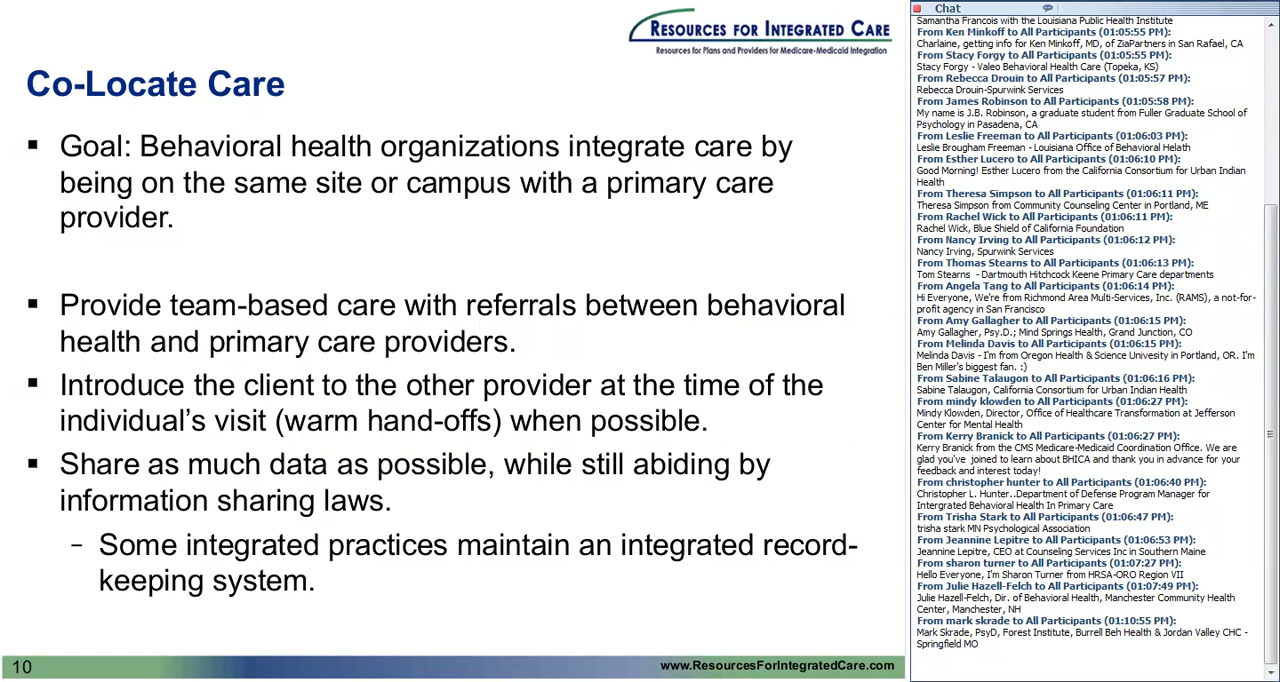 RESOURCES FOR INTEGRATED CARE
Resources for Plans and Providers for Medicare-Medicaid Integration
Co-Locate Care
▪ Goal: Behavioral health organizations integrate care by
being on the same site or campus with a primary care
provider.
▪ Provide team-based care with referrals between behavioral
health and primary care providers.
▪ Introduce the client to the other provider at the time of the
individual’s visit (warm hand-offs) when possible.
▪ Share as much data as possible, while still abiding by
information sharing laws.
− Some integrated practices maintain an integrated record-
keeping system.
10
www.ResourcesForIntegratedCare.com
Chat
Samantha Francois with the Louisiana Public Health Institute
From Ken Minkoff to All Participants (01:05:55 PM):
Charlaine, getting info for Ken Minkoff, MD, of ZiaPartners in San Rafael, CA
From Stacy Forgy to All Participants (01:05:55 PM):
Stacy Forgy - Valeo Behavioral Health Care (Topeka, KS)
From Rebecca Drouin to All Participants (01:05:57 PM):
Rebecca Drouin-Spurwink Services
From James Robinson to All Participants (01:05:58 PM):
My name is J.B. Robinson, a graduate student from Fuller Graduate School of
Psychology in Pasadena, CA
From Leslie Freeman to All Participants (01:06:03 PM):
Leslie Brougham Freeman - Louisiana Office of Behavioral Helath
From Esther Lucero to All Participants (01:06:10 PM):
Good Morning! Esther Lucero from the California Consortium for Urban Indian
Health
From Theresa Simpson to All Participants (01:06:11 PM):
Theresa Simpson from Community Counseling Center in Portland, ME
From Rachel Wick to All Participants (01:06:11 PM):
Rachel Wick, Blue Shield of California Foundation
From Nancy Irving to All Participants (01:06:12 PM):
Nancy Irving, Spurwink Services
From Thomas Stearns to All Participants (01:06:13 PM):
Tom Stearns  - Dartmouth Hitchcock Keene Primary Care departments
From Angela Tang to All Participants (01:06:14 PM):
Hi Everyone, We're from Richmond Area Multi-Services, Inc. (RAMS), a not-for-
profit agency in San Francisco
From Amy Gallagher to All Participants (01:06:15 PM):
Amy Gallagher, Psy.D.; Mind Springs Health, Grand Junction, CO
From Melinda Davis to All Participants (01:06:15 PM):
Melinda Davis - I'm from Oregon Health & Science Univesity in Portland, OR. I'm
Ben Miller's biggest fan. :)
From Sabine Talaugon to All Participants (01:06:16 PM):
Sabine Talaugon, California Consortium for Urban Indian Health
From mindy klowden to All Participants (01:06:27 PM):
Mindy Klowden, Director, Office of Healthcare Transformation at Jefferson
Center for Mental Health
From Kerry Branick to All Participants (01:06:27 PM):
Kerry Branick from the CMS Medicare-Medicaid Coordination Office. We are
glad you've  joined to learn about BHICA and thank you in advance for your
feedback and interest today!
From christopher hunter to All Participants (01:06:40 PM):
Christopher L. Hunter..Department of Defense Program Manager for
Intergrated Behavioral Health In Primary Care
From Trisha Stark to All Participants (01:06:47 PM):
trisha stark MN Psychological Association
From Jeannine Lepitre to All Participants (01:06:53 PM):
Jeannine Lepitre, CEO at Counseling Services Inc in Southern Maine
From sharon turner to All Participants (01:07:27 PM):
Hello Everyone, I'm Sharon Turner from HRSA-ORO Region VII
From Julie Hazell-Felch to All Participants (01:07:49 PM):
Julie Hazell-Felch, Dir. of Behavioral Health, Manchester Community Health
Center, Manchester, NH
From mark skrade to All Participants (01:10:55 PM):
Mark Skrade, PsyD, Forest Institute, Burrell Beh Health & Jordan Valley CHC -
Springfield MO